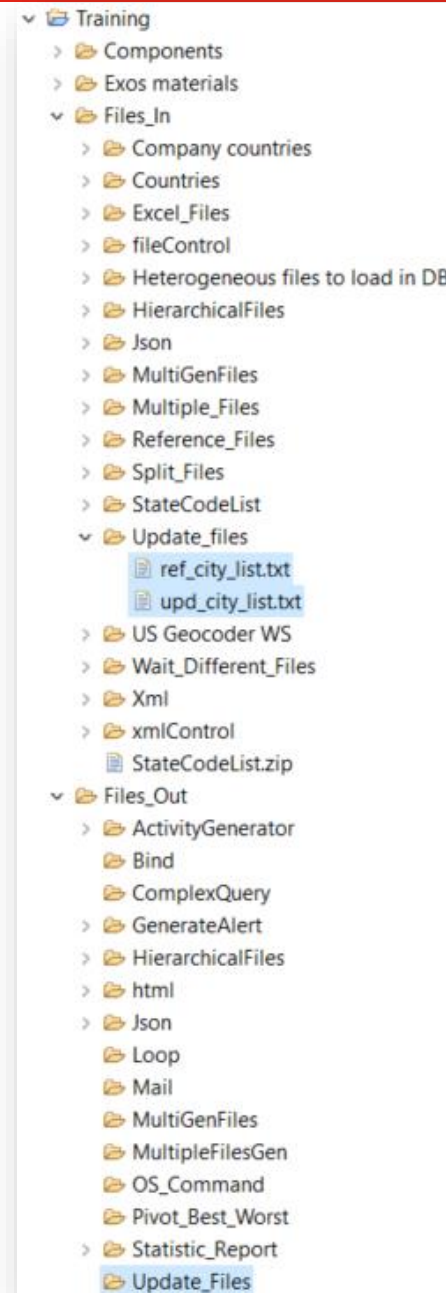 Training
Components
Exos materials
Files_In
Company countries
Countries
Excel_Files
fileControl
Heterogeneous files to load in DB
HierarchicalFiles
Json
MultiGenFiles
Multiple_Files
Reference_Files
Split_Files
StateCodeList
Update_files
ref_city_list.txt
upd_city_list.txt
US Geocoder WS
Wait_Different_Files
Xml
xmlControl
StateCodeList.zip
Files_Out
ActivityGenerator
Bind
ComplexQuery
GenerateAlert
HierarchicalFiles
html
Json
Loop
Mail
MultiGenFiles
MultipleFilesGen
OS_Command
Pivot_Best_Worst
Statistic_Report
Update_Files